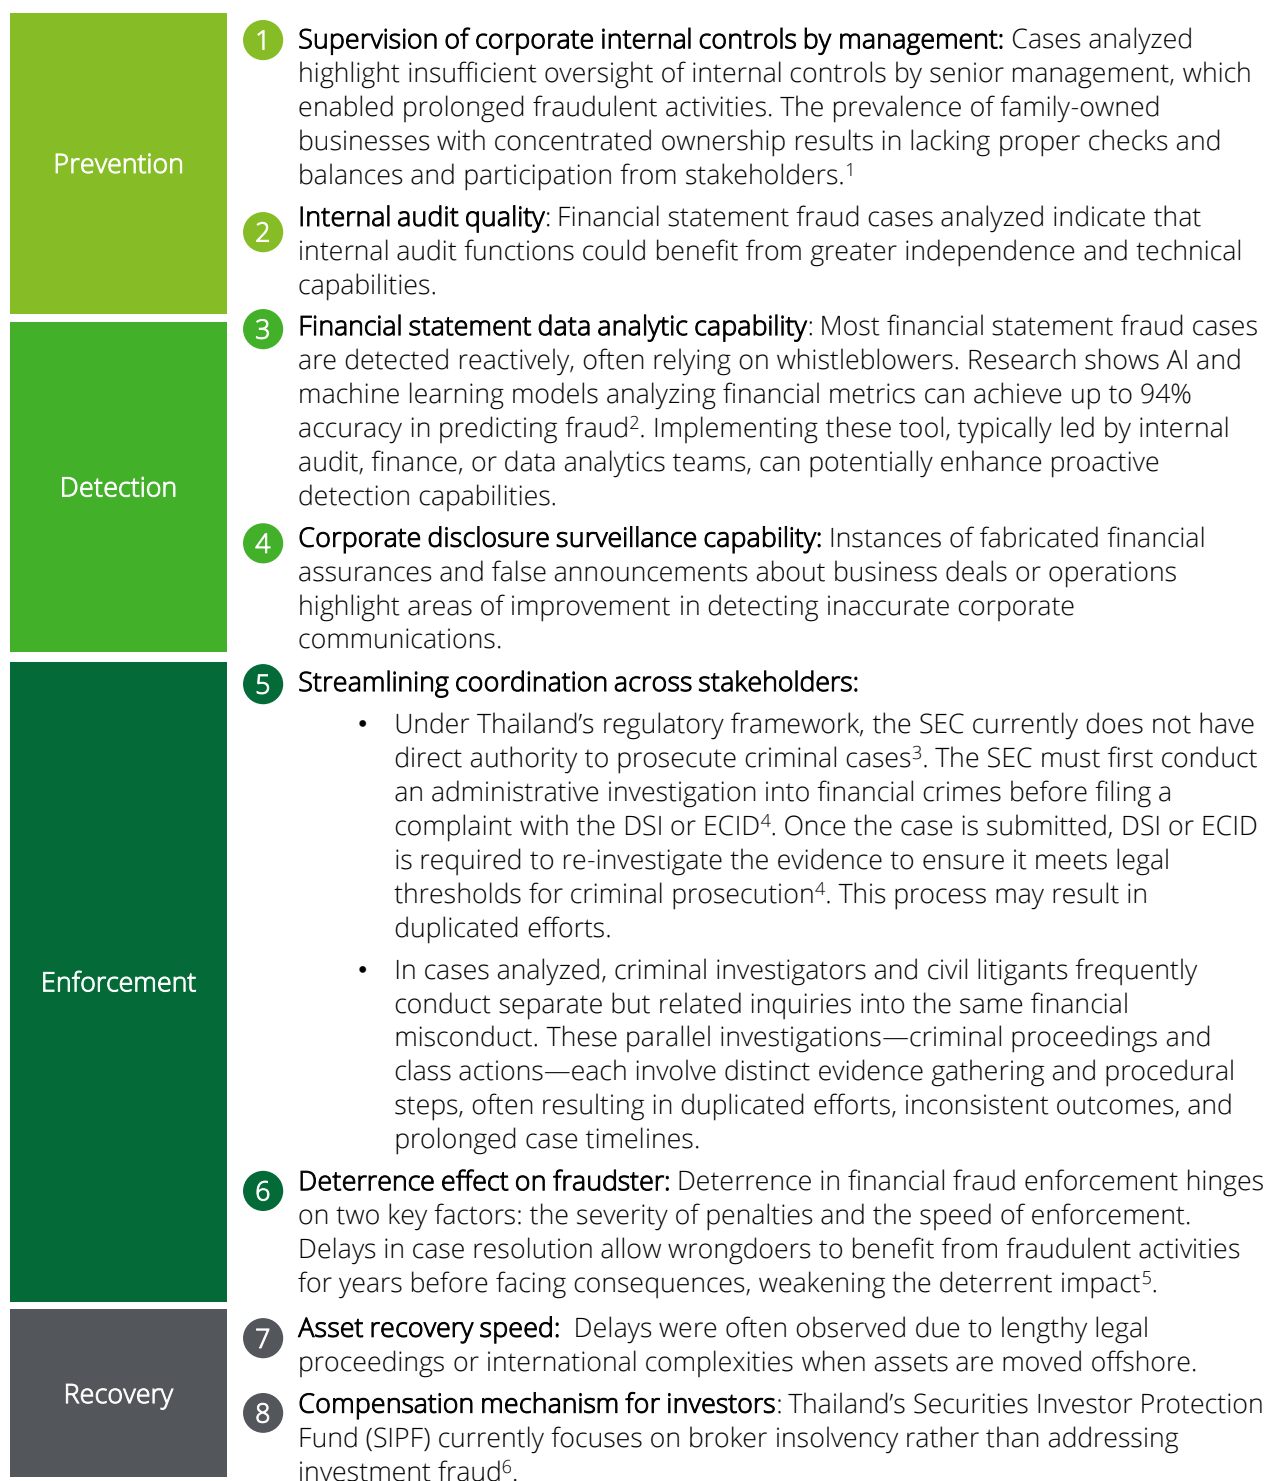 Prevention
1 Supervision of corporate internal controls by management: Cases analyzed
highlight insufficient oversight of internal controls by senior management, which
enabled prolonged fraudulent activities. The prevalence of family-owned
businesses with concentrated ownership results in lacking proper checks and
balances and participation from stakeholders.¹
2 Internal audit quality: Financial statement fraud cases analyzed indicate that
internal audit functions could benefit from greater independence and technical
capabilities.
Detection
3 Financial statement data analytic capability: Most financial statement fraud cases
are detected reactively, often relying on whistleblowers. Research shows AI and
machine learning models analyzing financial metrics can achieve up to 94%
accuracy in predicting fraud². Implementing these tool, typically led by internal
audit, finance, or data analytics teams, can potentially enhance proactive
detection capabilities.
4 Corporate disclosure surveillance capability: Instances of fabricated financial
assurances and false announcements about business deals or operations
highlight areas of improvement in detecting inaccurate corporate
communications.
Enforcement
5 Streamlining coordination across stakeholders:
• Under Thailand’s regulatory framework, the SEC currently does not have
direct authority to prosecute criminal cases³. The SEC must first conduct
an administrative investigation into financial crimes before filing a
complaint with the DSI or ECID⁴. Once the case is submitted, DSI or ECID
is required to re-investigate the evidence to ensure it meets legal
thresholds for criminal prosecution⁴. This process may result in
duplicated efforts.
• In cases analyzed, criminal investigators and civil litigants frequently
conduct separate but related inquiries into the same financial
misconduct. These parallel investigations—criminal proceedings and
class actions—each involve distinct evidence gathering and procedural
steps, often resulting in duplicated efforts, inconsistent outcomes, and
prolonged case timelines.
6 Deterrence effect on fraudster: Deterrence in financial fraud enforcement hinges
on two key factors: the severity of penalties and the speed of enforcement.
Delays in case resolution allow wrongdoers to benefit from fraudulent activities
for years before facing consequences, weakening the deterrent impact⁵.
Recovery
7 Asset recovery speed: Delays were often observed due to lengthy legal
proceedings or international complexities when assets are moved offshore.
8 Compensation mechanism for investors: Thailand’s Securities Investor Protection
Fund (SIPF) currently focuses on broker insolvency rather than addressing
investment fraud⁶.